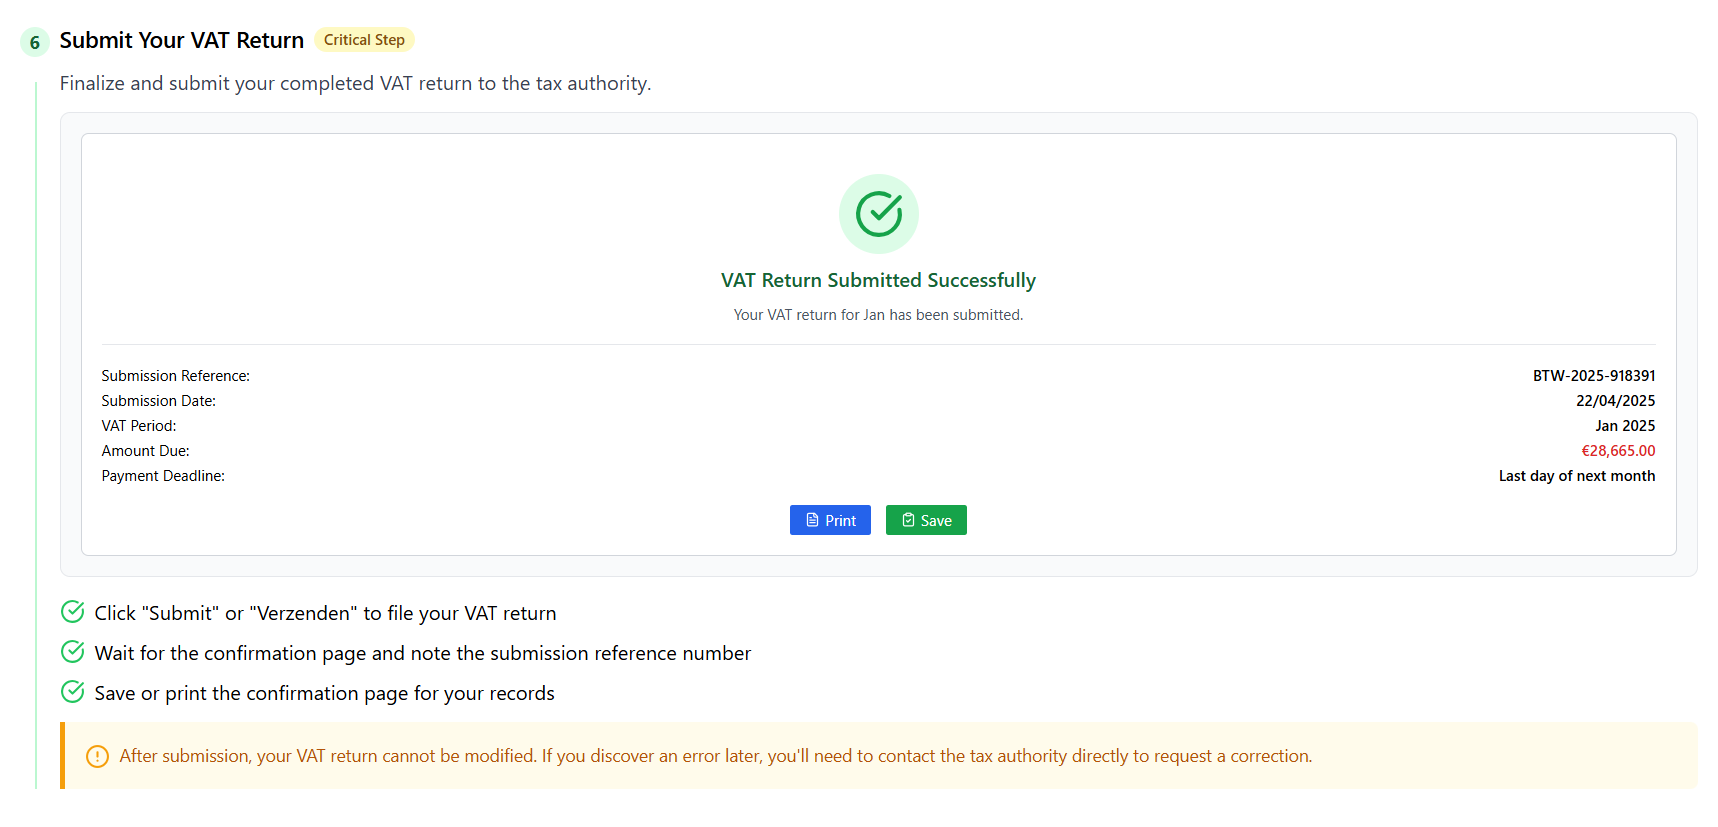 6
Submit Your VAT Return
Critical Step
Finalize and submit your completed VAT return to the tax authority.
VAT Return Submitted Successfully
Your VAT return for Jan has been submitted.
Submission Reference: BTW-2025-918391
Submission Date: 22/04/2025
VAT Period: Jan 2025
Amount Due: €28,665.00
Payment Deadline: Last day of next month
Print
Save
Click "Submit" or "Verzenden" to file your VAT return
Wait for the confirmation page and note the submission reference number
Save or print the confirmation page for your records
After submission, your VAT return cannot be modified. If you discover an error later, you'll need to contact the tax authority directly to request a correction.